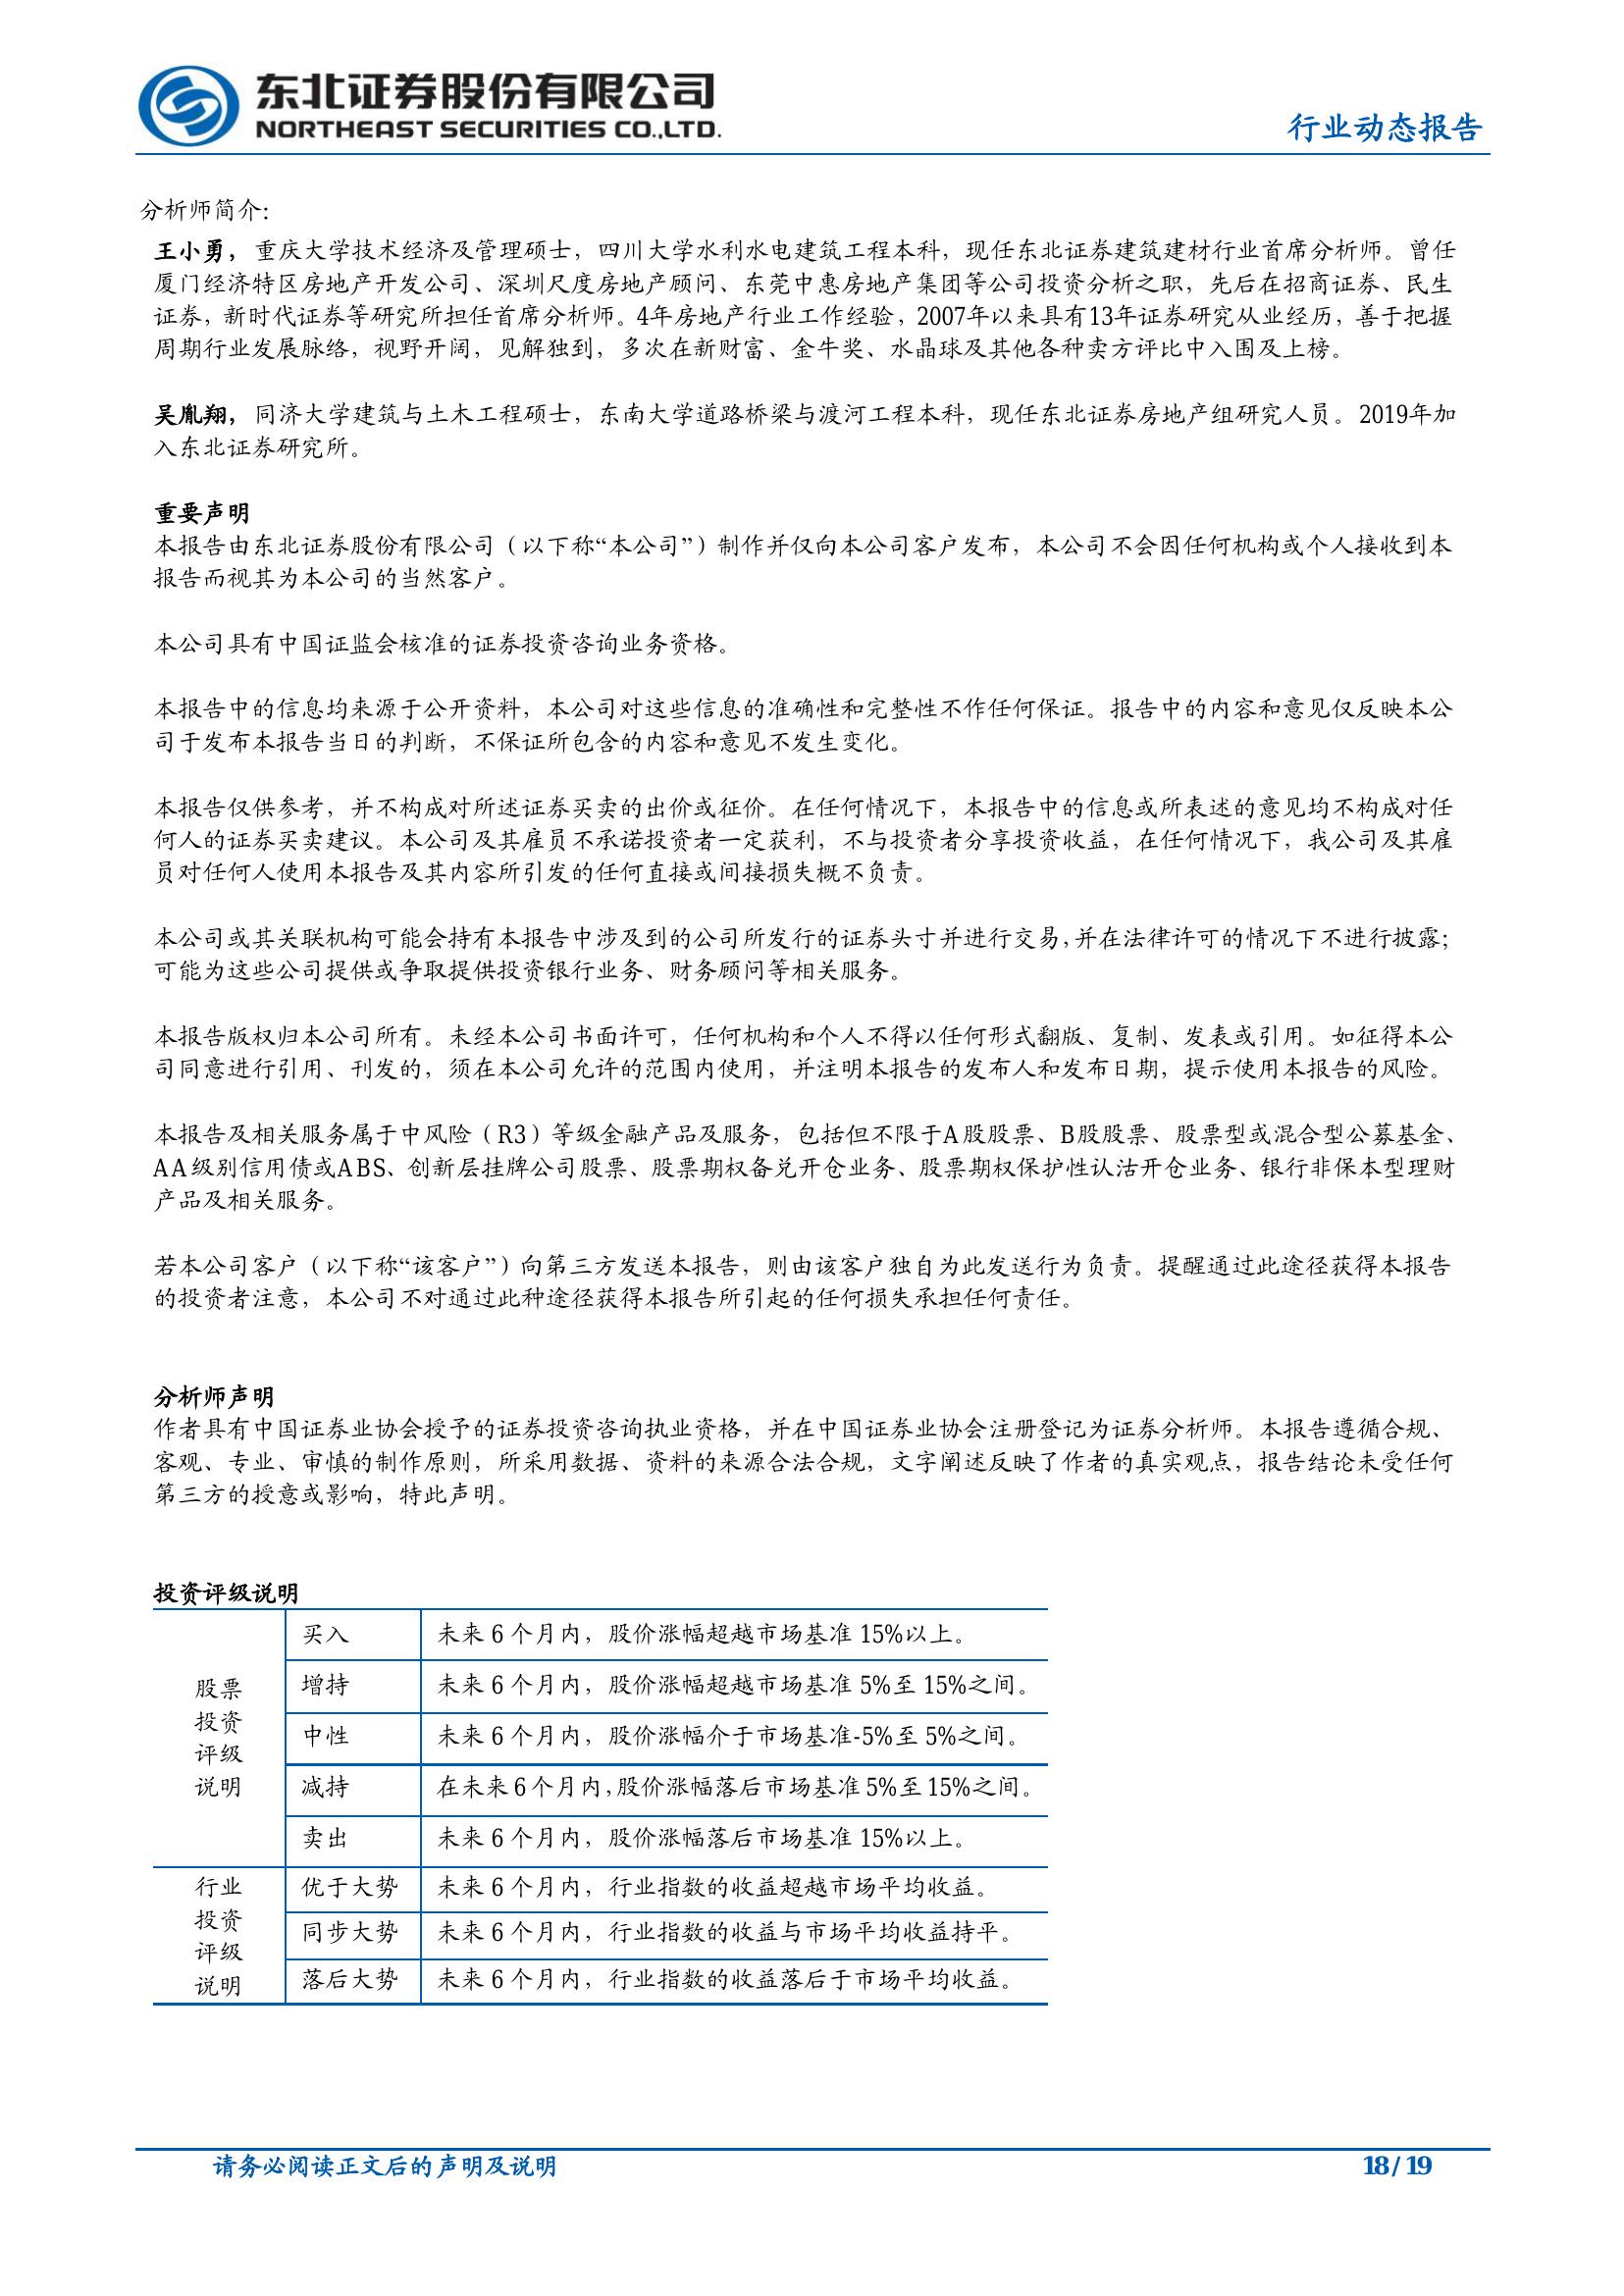 东北证券股份有限公司
NORTHEAST SECURITIES CO.,LTD.
行业动态报告
分析师简介：
王小勇，重庆大学技术经济及管理硕士，四川大学水利水电建筑工程本科，现任东北证券建筑建材行业首席分析师。曾任
厦门经济特区房地产开发公司、深圳尺度房地产顾问、东莞中惠房地产集团等公司投资分析之职，先后在招商证券、民生
证券，新时代证券等研究所担任首席分析师。4年房地产行业工作经验，2007年以来具有13年证券研究从业经历，善于把握
周期行业发展脉络，视野开阔，见解独到，多次在新财富、金牛奖、水晶球及其他各种卖方评比中入围及上榜。
吴胤翔，同济大学建筑与土木工程硕士，东南大学道路桥梁与渡河工程本科，现任东北证券房地产组研究人员。2019年加
入东北证券研究所。
重要声明
本报告由东北证券股份有限公司（以下称“本公司”）制作并仅向本公司客户发布，本公司不会因任何机构或个人接收到本
报告而视其为本公司的当然客户。
本公司具有中国证监会核准的证券投资咨询业务资格。
本报告中的信息均来源于公开资料，本公司对这些信息的准确性和完整性不作任何保证。报告中的内容和意见仅反映本公
司于发布本报告当日的判断，不保证所包含的内容和意见不发生变化。
本报告仅供参考，并不构成对所述证券买卖的出价或征价。在任何情况下，本报告中的信息或所表述的意见均不构成对任
何人的证券买卖建议。本公司及其雇员不承诺投资者一定获利，不与投资者分享投资收益，在任何情况下，我公司及其雇
员对任何人使用本报告及其内容所引发的任何直接或间接损失概不负责。
本公司或其关联机构可能会持有本报告中涉及到的公司所发行的证券头寸并进行交易，并在法律许可的情况下不进行披露；
可能为这些公司提供或争取提供投资银行业务、财务顾问等相关服务。
本报告版权归本公司所有。未经本公司书面许可，任何机构和个人不得以任何形式翻版、复制、发表或引用。如征得本公
司同意进行引用、刊发的，须在本公司允许的范围内使用，并注明本报告的发布人和发布日期，提示使用本报告的风险。
本报告及相关服务属于中风险（R3）等级金融产品及服务，包括但不限于A股股票、B股股票、股票型或混合型公募基金、
AA级别信用债或ABS、创新层挂牌公司股票、股票期权备兑开仓业务、股票期权保护性认沽开仓业务、银行非保本型理财
产品及相关服务。
若本公司客户（以下称“该客户”）向第三方发送本报告，则由该客户独自为此发送行为负责。提醒通过此途径获得本报告
的投资者注意，本公司不对通过此种途径获得本报告所引起的任何损失承担任何责任。
分析师声明
作者具有中国证券业协会授予的证券投资咨询执业资格，并在中国证券业协会注册登记为证券分析师。本报告遵循合规、
客观、专业、审慎的制作原则，所采用数据、资料的来源合法合规，文字阐述反映了作者的真实观点，报告结论未受任何
第三方的授意或影响，特此声明。
投资评级说明
股票
投资
评级
说明
买入 未来 6 个月内，股价涨幅超越市场基准 15%以上。
增持 未来 6 个月内，股价涨幅超越市场基准 5%至 15%之间。
中性 未来 6 个月内，股价涨幅介于市场基准-5%至 5%之间。
减持 在未来 6 个月内，股价涨幅落后市场基准 5%至 15%之间。
卖出 未来 6 个月内，股价涨幅落后市场基准 15%以上。
行业
投资
评级
说明
优于大势 未来 6 个月内，行业指数的收益超越市场平均收益。
同步大势 未来 6 个月内，行业指数的收益与市场平均收益持平。
落后大势 未来 6 个月内，行业指数的收益落后于市场平均收益。
请务必阅读正文后的声明及说明
18 / 19